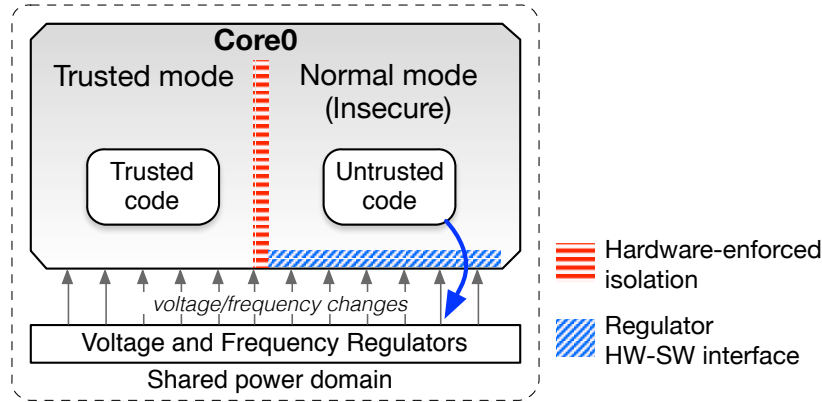 Core0
Trusted mode
Normal mode
(Insecure)
Trusted
code
Untrusted
code
voltage/frequency changes
Voltage and Frequency Regulators
Shared power domain
Hardware-enforced
isolation
Regulator
HW-SW interface